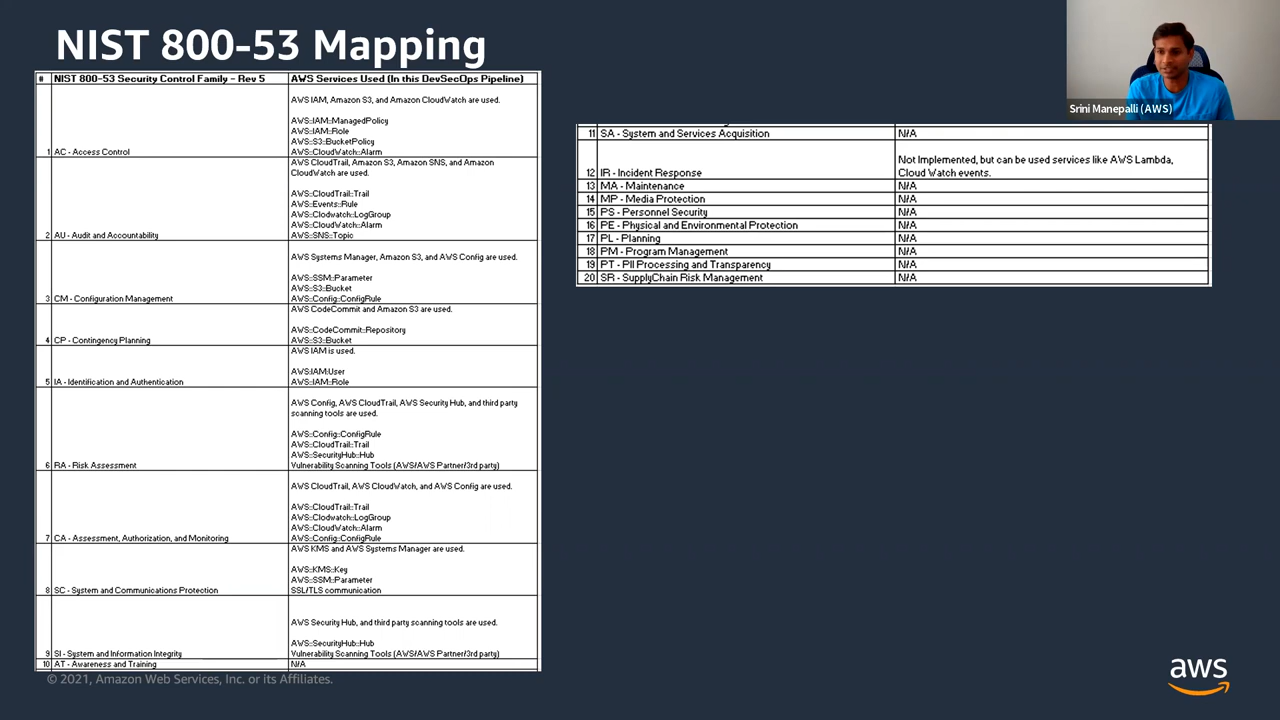 NIST 800-53 Mapping
Srini Manepalli (AWS)
# NIST 800-53 Security Control Family - Rev 5 AWS Services Used (In this DevSecOps Pipeline)
AWS IAM, Amazon S3, and Amazon CloudWatch are used.
AWS::IAM::ManagedPolicy
AWS::IAM::Role
AWS::S3::BucketPolicy
1 AC - Access Control AWS::CloudWatch::Alarm
AWS CloudTrail, Amazon S3, Amazon SNS, and Amazon
CloudWatch are used.
AWS::CloudTrail::Trail
AWS::Events::Rule
AWS::Clodwatch::LogGroup
AWS::CloudWatch::Alarm
2 AU - Audit and Accountability AWS::SNS::Topic
AWS Systems Manager, Amazon S3, and AWS Config are used.
AWS::SSM::Parameter
AWS::S3::Bucket
3 CM - Configuration Management AWS::Config::ConfigRule
AWS CodeCommit and Amazon S3 are used.
AWS::CodeCommit::Repository
4 CP - Contingency Planning AWS::S3::Bucket
AWS IAM is used.
AWS:IAM:User
5 IA - Identification and Authentication AWS::IAM::Role
AWS Config, AWS CloudTrail, AWS Security Hub, and third party
scanning tools are used.
AWS::Config::ConfigRule
AWS::CloudTrail::Trail
AWS::SecurityHub::Hub
6 RA - Risk Assessment Vulnerability Scanning Tools (AWS/AWS Partner/3rd party)
AWS CloudTrail, AWS CloudWatch, and AWS Config are used.
AWS::CloudTrail::Trail
AWS::Clodwatch::LogGroup
AWS::CloudWatch::Alarm
7 CA - Assessment, Authorization, and Monitoring AWS::Config::ConfigRule
AWS KMS and AWS Systems Manager are used.
AWS::KMS::Key
AWS::SSM::Parameter
8 SC - System and Communications Protection SSL/TLS communication
AWS Security Hub, and third party scanning tools are used.
AWS::SecurityHub::Hub
9 SI - System and Information Integrity Vulnerability Scanning Tools (AWS/AWS Partner/3rd party)
10 AT - Awareness and Training N/A
11 SA - System and Services Acquisition N/A
Not Implemented, but can be used services like AWS Lambda,
12 IR - Incident Response Cloud Watch events.
13 MA - Maintenance N/A
14 MP - Media Protection N/A
15 PS - Personnel Security N/A
16 PE - Physical and Environmental Protection N/A
17 PL - Planning N/A
18 PM - Program Management N/A
19 PT - PII Processing and Transparency N/A
20 SR - SupplyChain Risk Management N/A
© 2021, Amazon Web Services, Inc. or its Affiliates.
aws